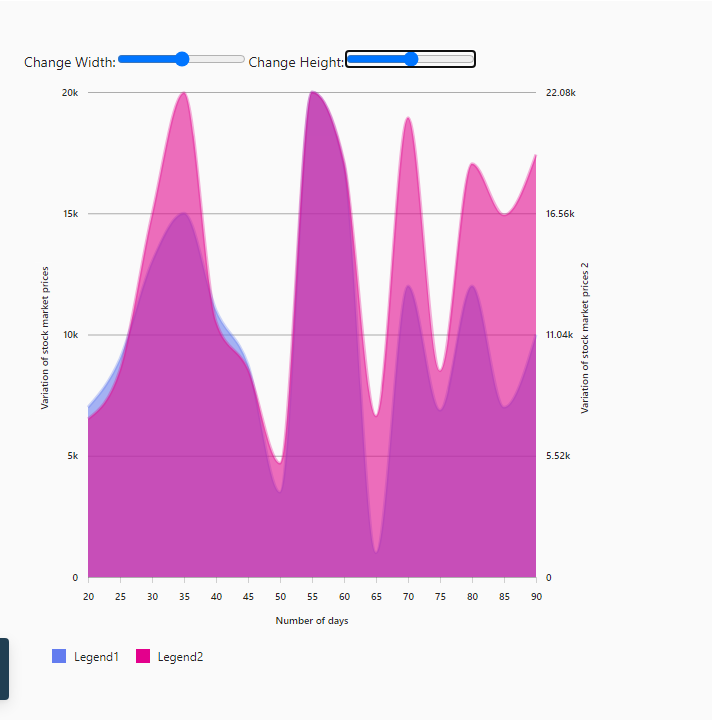 Change Width: Change Height:
20k 22.08k
15k 16.56k
Variation of stock market prices
Variation of stock market prices 2
10k 11.04k
5k 5.52k
0 0
20 25 30 35 40 45 50 55 60 65 70 75 80 85 90
Number of days
Legend1 Legend2